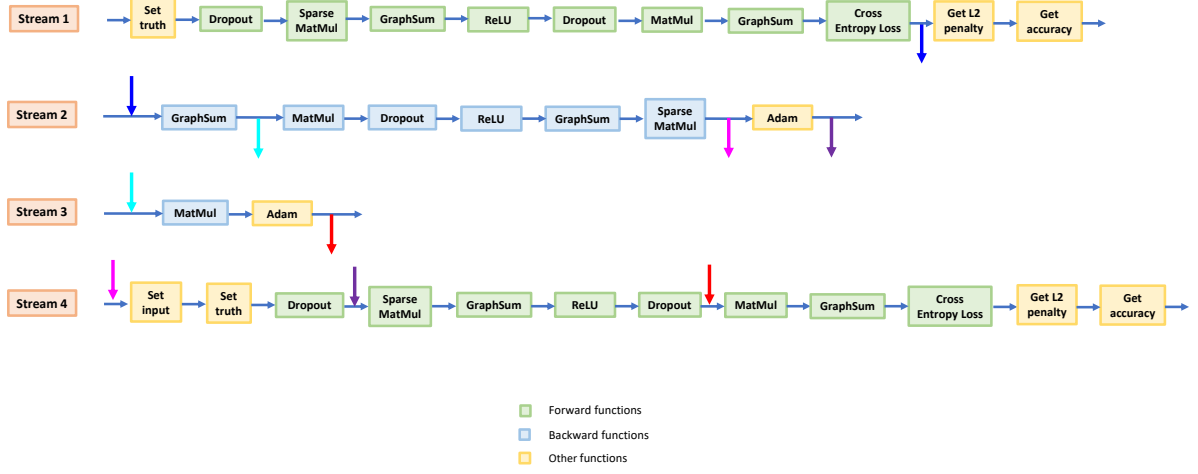 Stream 1
Set
truth
Dropout
Sparse
MatMul
GraphSum
ReLU
Dropout
MatMul
GraphSum
Cross
Entropy Loss
Get L2
penalty
Get
accuracy
Stream 2
GraphSum
MatMul
Dropout
ReLU
GraphSum
Sparse
MatMul
Adam
Stream 3
MatMul
Adam
Stream 4
Set
input
Set
truth
Dropout
Sparse
MatMul
GraphSum
ReLU
Dropout
MatMul
GraphSum
Cross
Entropy Loss
Get L2
penalty
Get
accuracy
Forward functions
Backward functions
Other functions